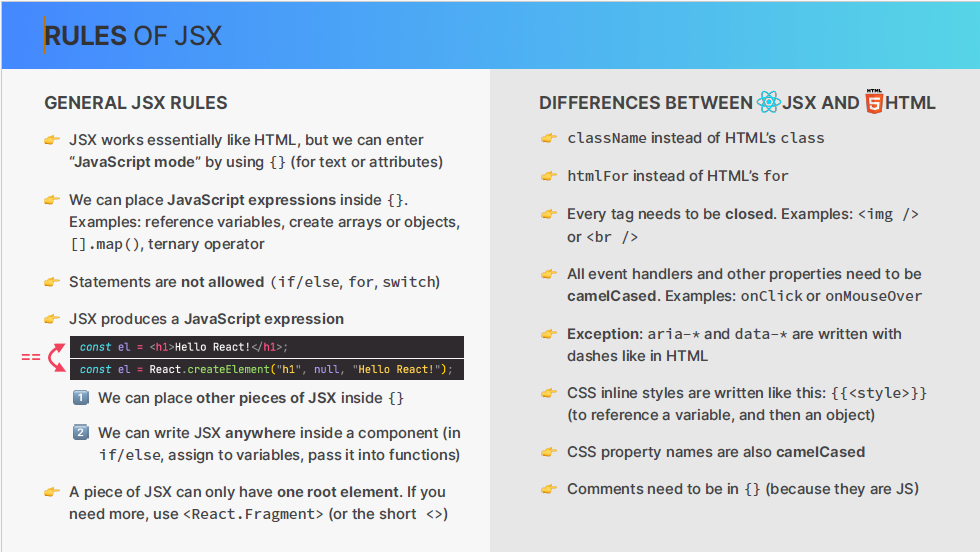 RULES OF JSX
GENERAL JSX RULES
JSX works essentially like HTML, but we can enter
“JavaScript mode” by using {} (for text or attributes)
We can place JavaScript expressions inside {}.
Examples: reference variables, create arrays or objects,
[].map(), ternary operator
Statements are not allowed (if/else, for, switch)
JSX produces a JavaScript expression
==
const el = <h1>Hello React!</h1>;
const el = React.createElement("h1", null, "Hello React!");
1 We can place other pieces of JSX inside {}
2 We can write JSX anywhere inside a component (in
if/else, assign to variables, pass it into functions)
A piece of JSX can only have one root element. If you
need more, use <React.Fragment> (or the short <>)
DIFFERENCES BETWEEN JSX AND HTML 5 HTML
className instead of HTML’s class
htmlFor instead of HTML’s for
Every tag needs to be closed. Examples: <img />
or <br />
All event handlers and other properties need to be
camelCased. Examples: onClick or onMouseOver
Exception: aria-* and data-* are written with
dashes like in HTML
CSS inline styles are written like this: {{<style>}}
(to reference a variable, and then an object)
CSS property names are also camelCased
Comments need to be in {} (because they are JS)